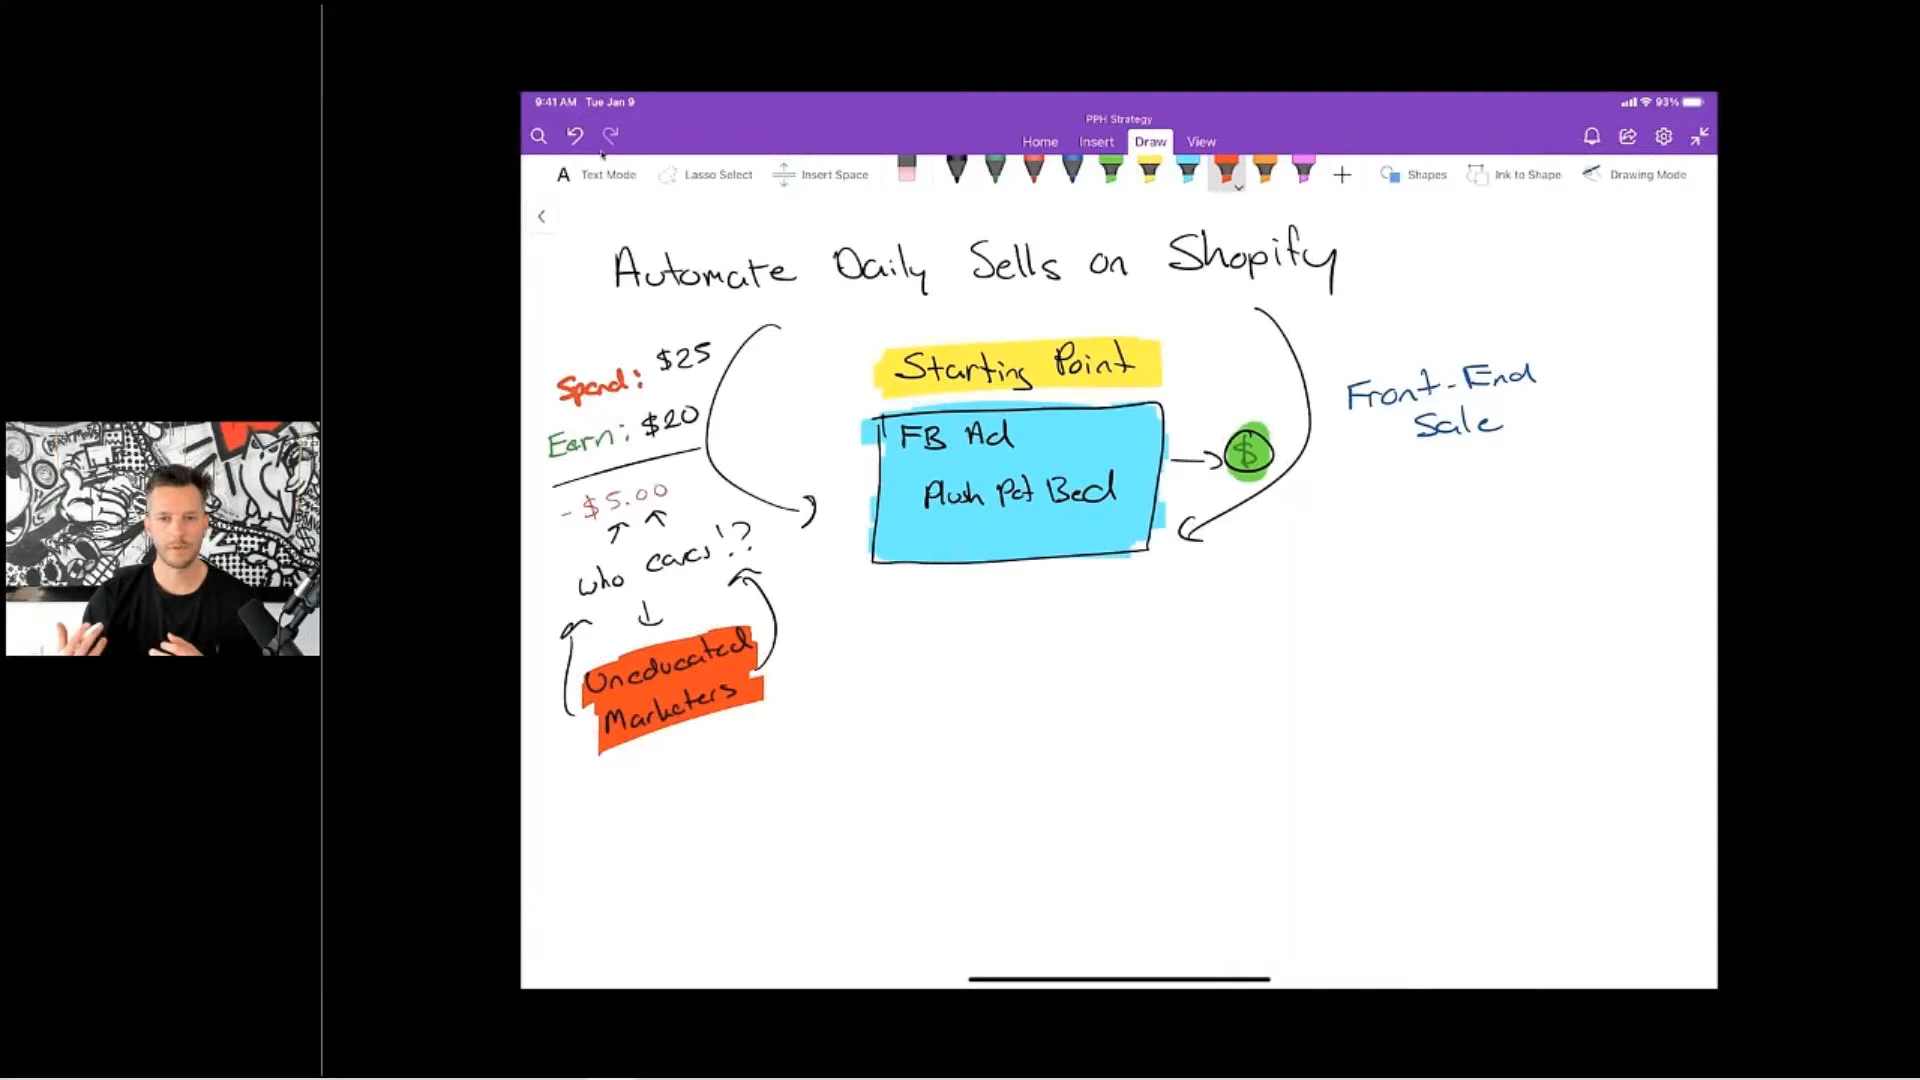 9:41 AM Tue Jan 9
93%
PPH Strategy
Home Insert Draw View
Text Mode Lasso Select Insert Space Shapes Ink to Shape Drawing Mode
Automate Daily Sells on Shopify
Spend: $25
Earn: $20
- $5.00
who cares!?
Uneducated
Marketers
Starting Point
FB Ad
Plush Pet Bed
$
Front-End
Sale